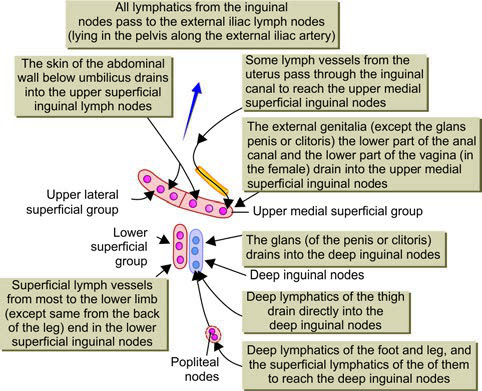 All lymphatics from the inguinal
nodes pass to the external iliac lymph nodes
(lying in the pelvis along the external iliac artery)
The skin of the abdominal
wall below umbilicus drains
into the upper superficial
inguinal lymph nodes
Some lymph vessels from the
uterus pass through the inguinal
canal to reach the upper medial
superficial inguinal nodes
The external genitalia (except the glans
penis or clitoris) the lower part of the anal
canal and the lower part of the vagina (in
the female) drain into the upper medial
superficial inguinal nodes
Upper lateral
superficial group
Upper medial superficial group
Lower
superficial
group
The glans (of the penis or clitoris)
drains into the deep inguinal nodes
Deep inguinal nodes
Superficial lymph vessels
from most to the lower limb
(except same from the back
of the leg) end in the lower
superficial inguinal nodes
Deep lymphatics of the thigh
drain directly into the
deep inguinal nodes
Popliteal
nodes
Deep lymphatics of the foot and leg, and
the superficial lymphatics of the of them
to reach the deep inguinal nodes